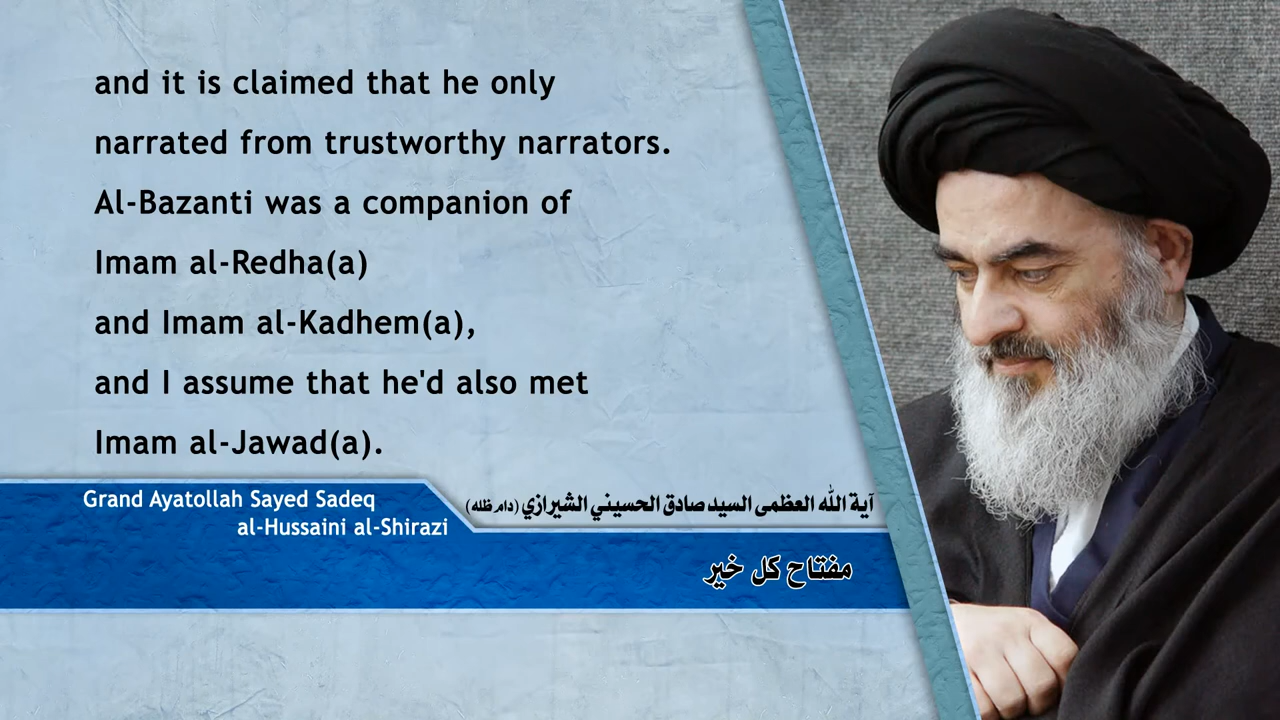 and it is claimed that he only
narrated from trustworthy narrators.
Al-Bazanti was a companion of
Imam al-Redha(a)
and Imam al-Kadhem(a),
and I assume that he'd also met
Imam al-Jawad(a).
Grand Ayatollah Sayed Sadeq
al-Hussaini al-Shirazi
آية الله العظمى السيد صادق الحسيني الشيرازي (دام ظله)
مفتاح كل خير